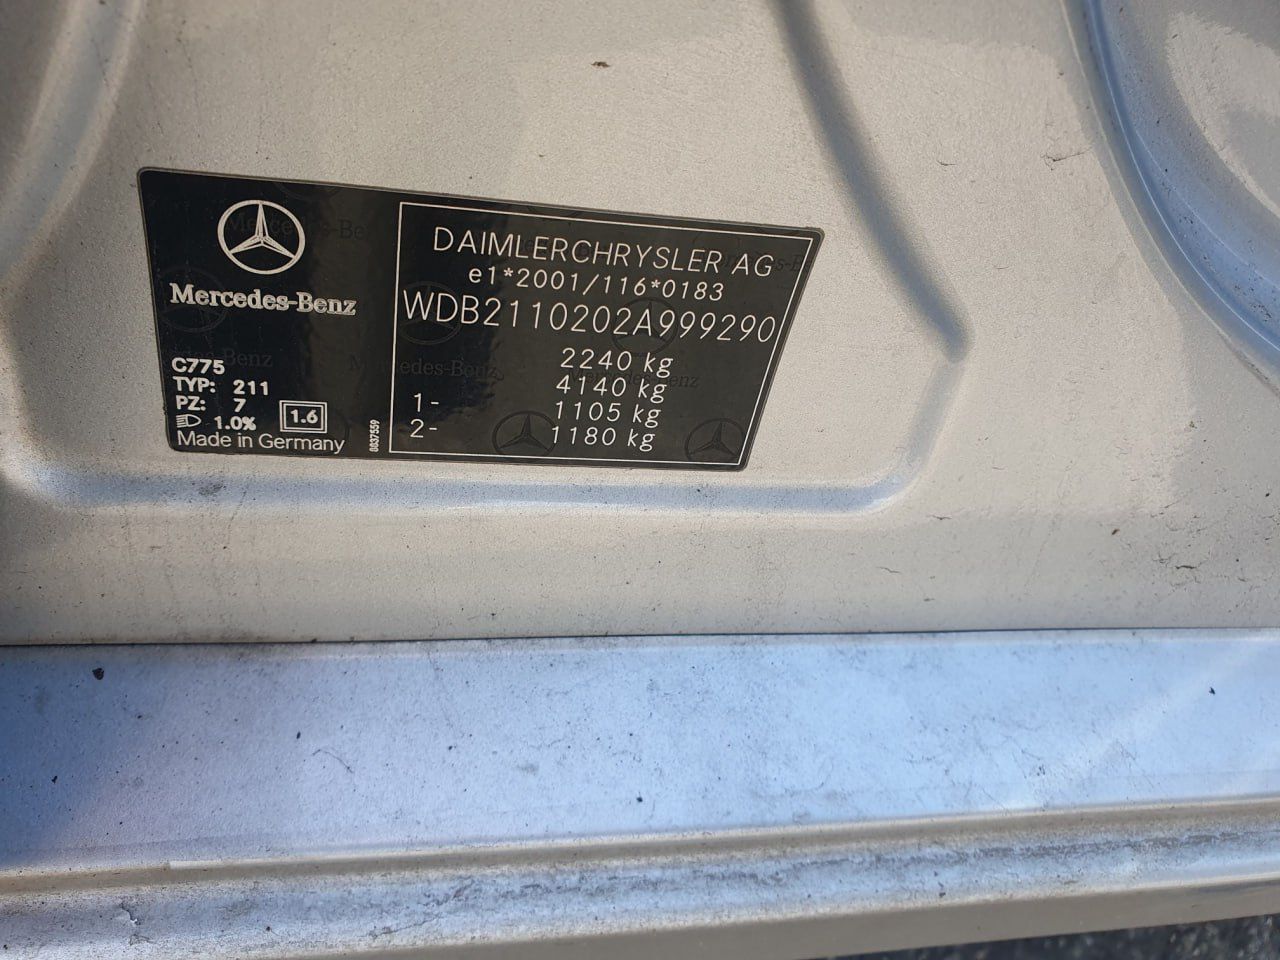 Mercedes-Benz
C775
TYP: 211
PZ: 7
1.0% 1.6
Made in Germany
0837559
DAIMLERCHRYSLER AG
e1*2001/116*0183
WDB2110202A999290
2240 kg
4140 kg
1- 1105 kg
2- 1180 kg